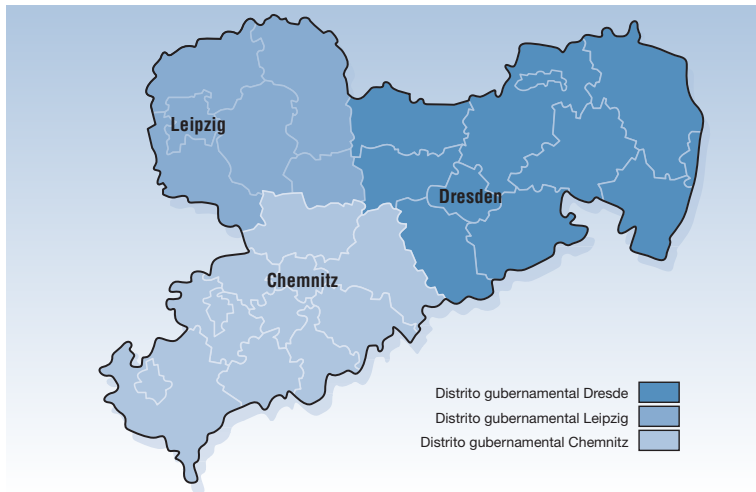 Leipzig
Dresden
Chemnitz
Distrito gubernamental Dresde
Distrito gubernamental Leipzig
Distrito gubernamental Chemnitz